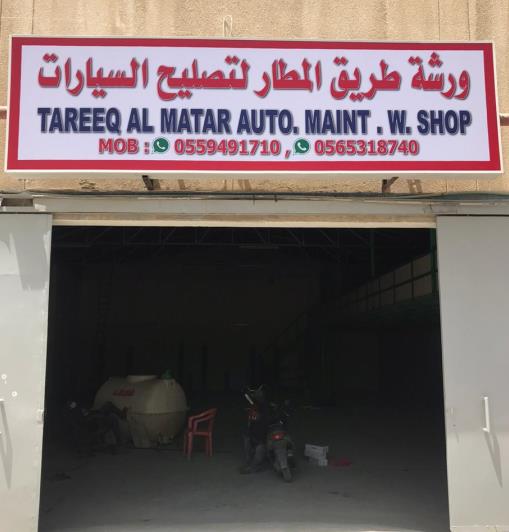 ورشة طريق المطار لتصليح السيارات
TAREEQ AL MATAR AUTO. MAINT . W. SHOP
MOB : 0559491710 , 0565318740